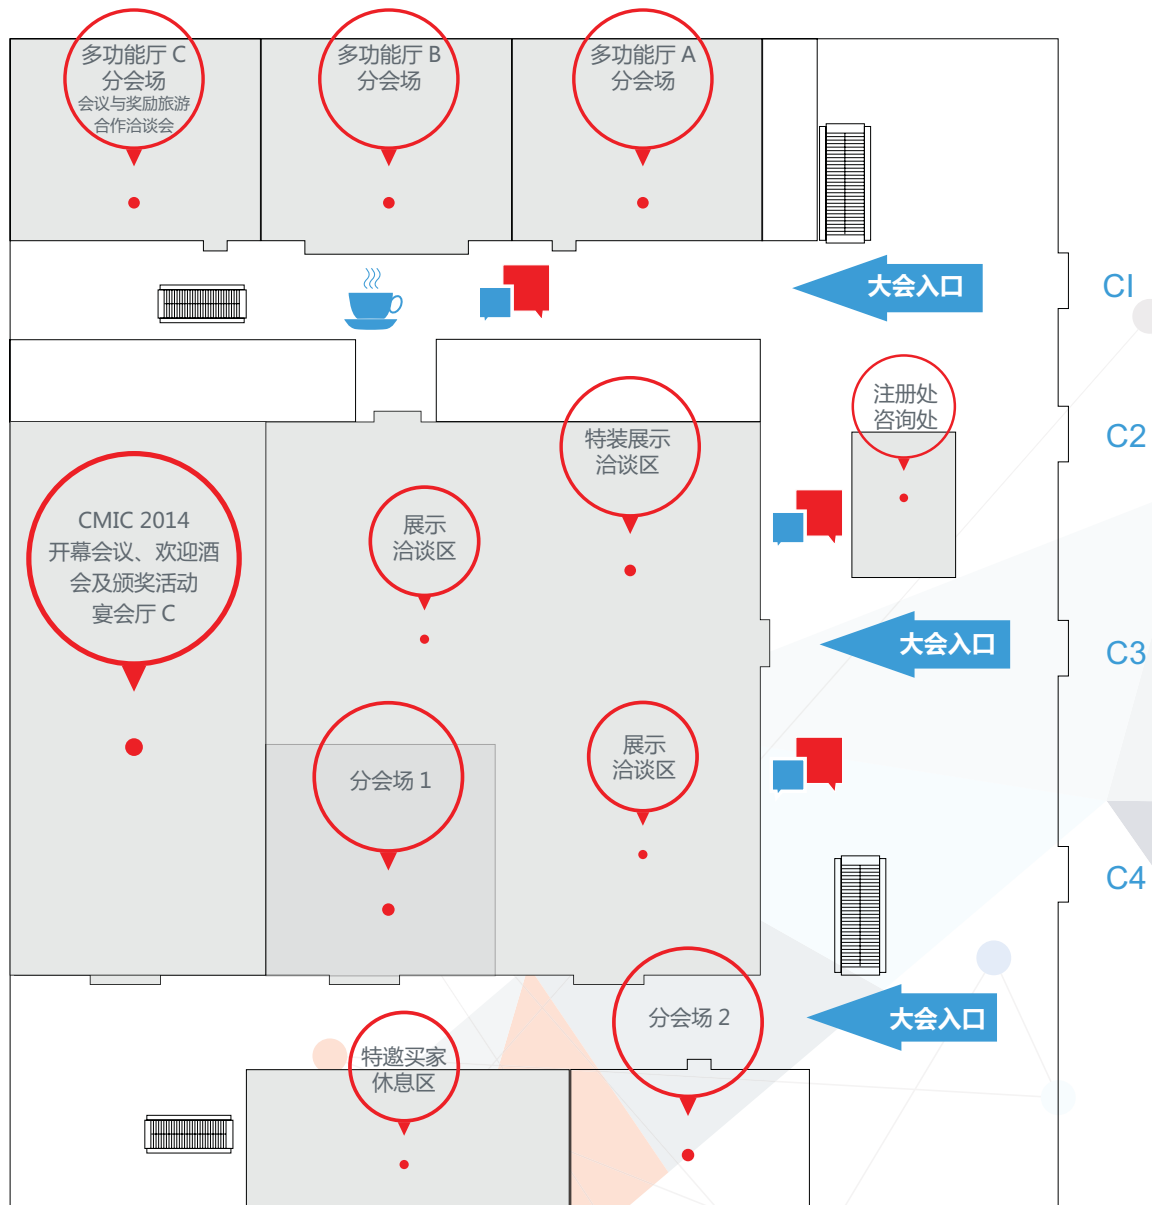 多功能厅 C
分会场
会议与奖励旅游
合作洽谈会
多功能厅 B
分会场
多功能厅 A
分会场
大会入口
CI
注册处
咨询处
C2
特装展示
洽谈区
展示
洽谈区
CMIC 2014
开幕会议、欢迎酒
会及颁奖活动
宴会厅 C
大会入口
C3
展示
洽谈区
分会场 1
C4
分会场 2
大会入口
特邀买家
休息区